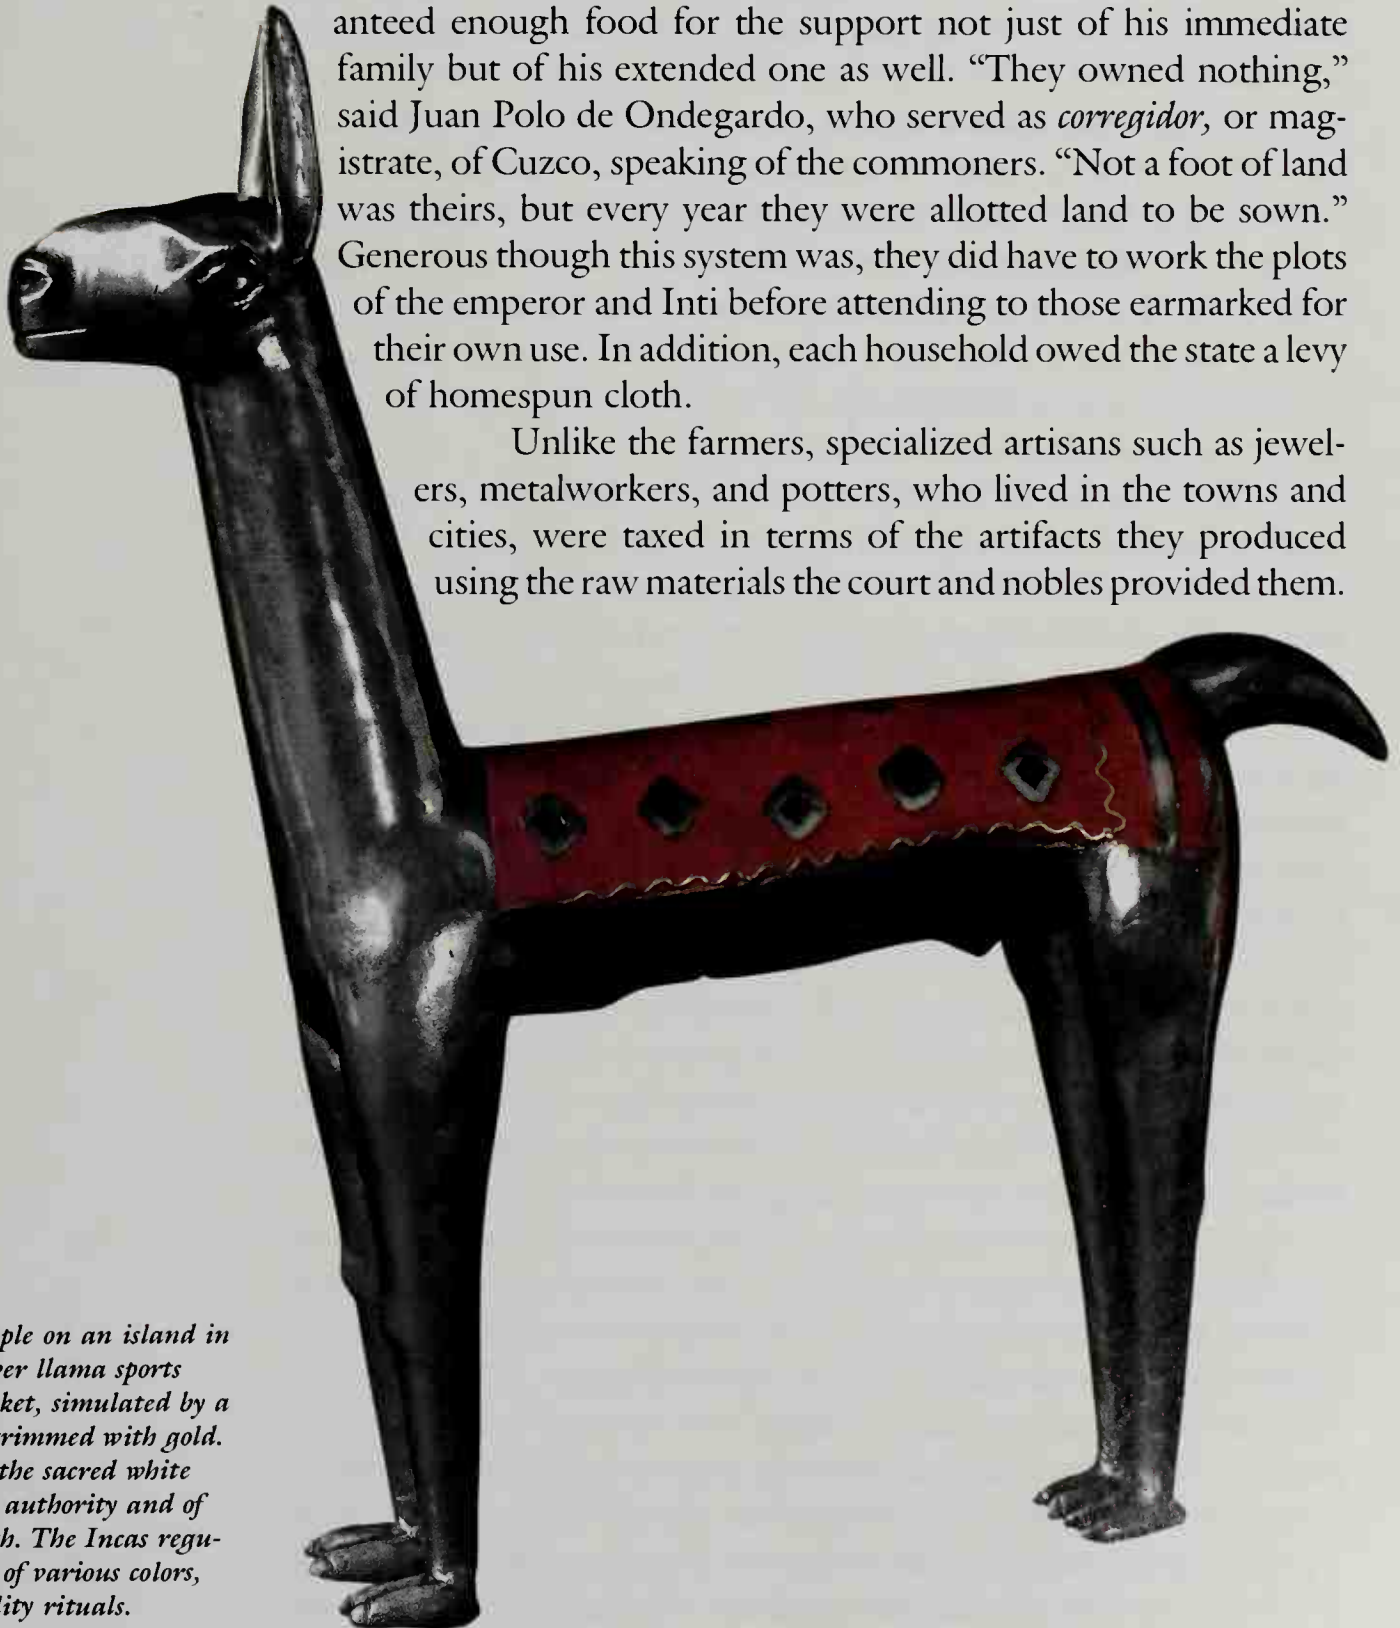 anteed enough food for the support not just of his immediate
family but of his extended one as well. “They owned nothing,”
said Juan Polo de Ondegardo, who served as corregidor, or mag-
istrate, of Cuzco, speaking of the commoners. “Not a foot of land
was theirs, but every year they were allotted land to be sown.”
Generous though this system was, they did have to work the plots
of the emperor and Inti before attending to those earmarked for
their own use. In addition, each household owed the state a levy
of homespun cloth.
Unlike the farmers, specialized artisans such as jewel-
ers, metalworkers, and potters, who lived in the towns and
cities, were taxed in terms of the artifacts they produced
using the raw materials the court and nobles provided them.
ple on an island in
er llama sports
ket, simulated by a
rimmed with gold.
the sacred white
authority and of
h. The Incas regu-
of various colors,
lity rituals.